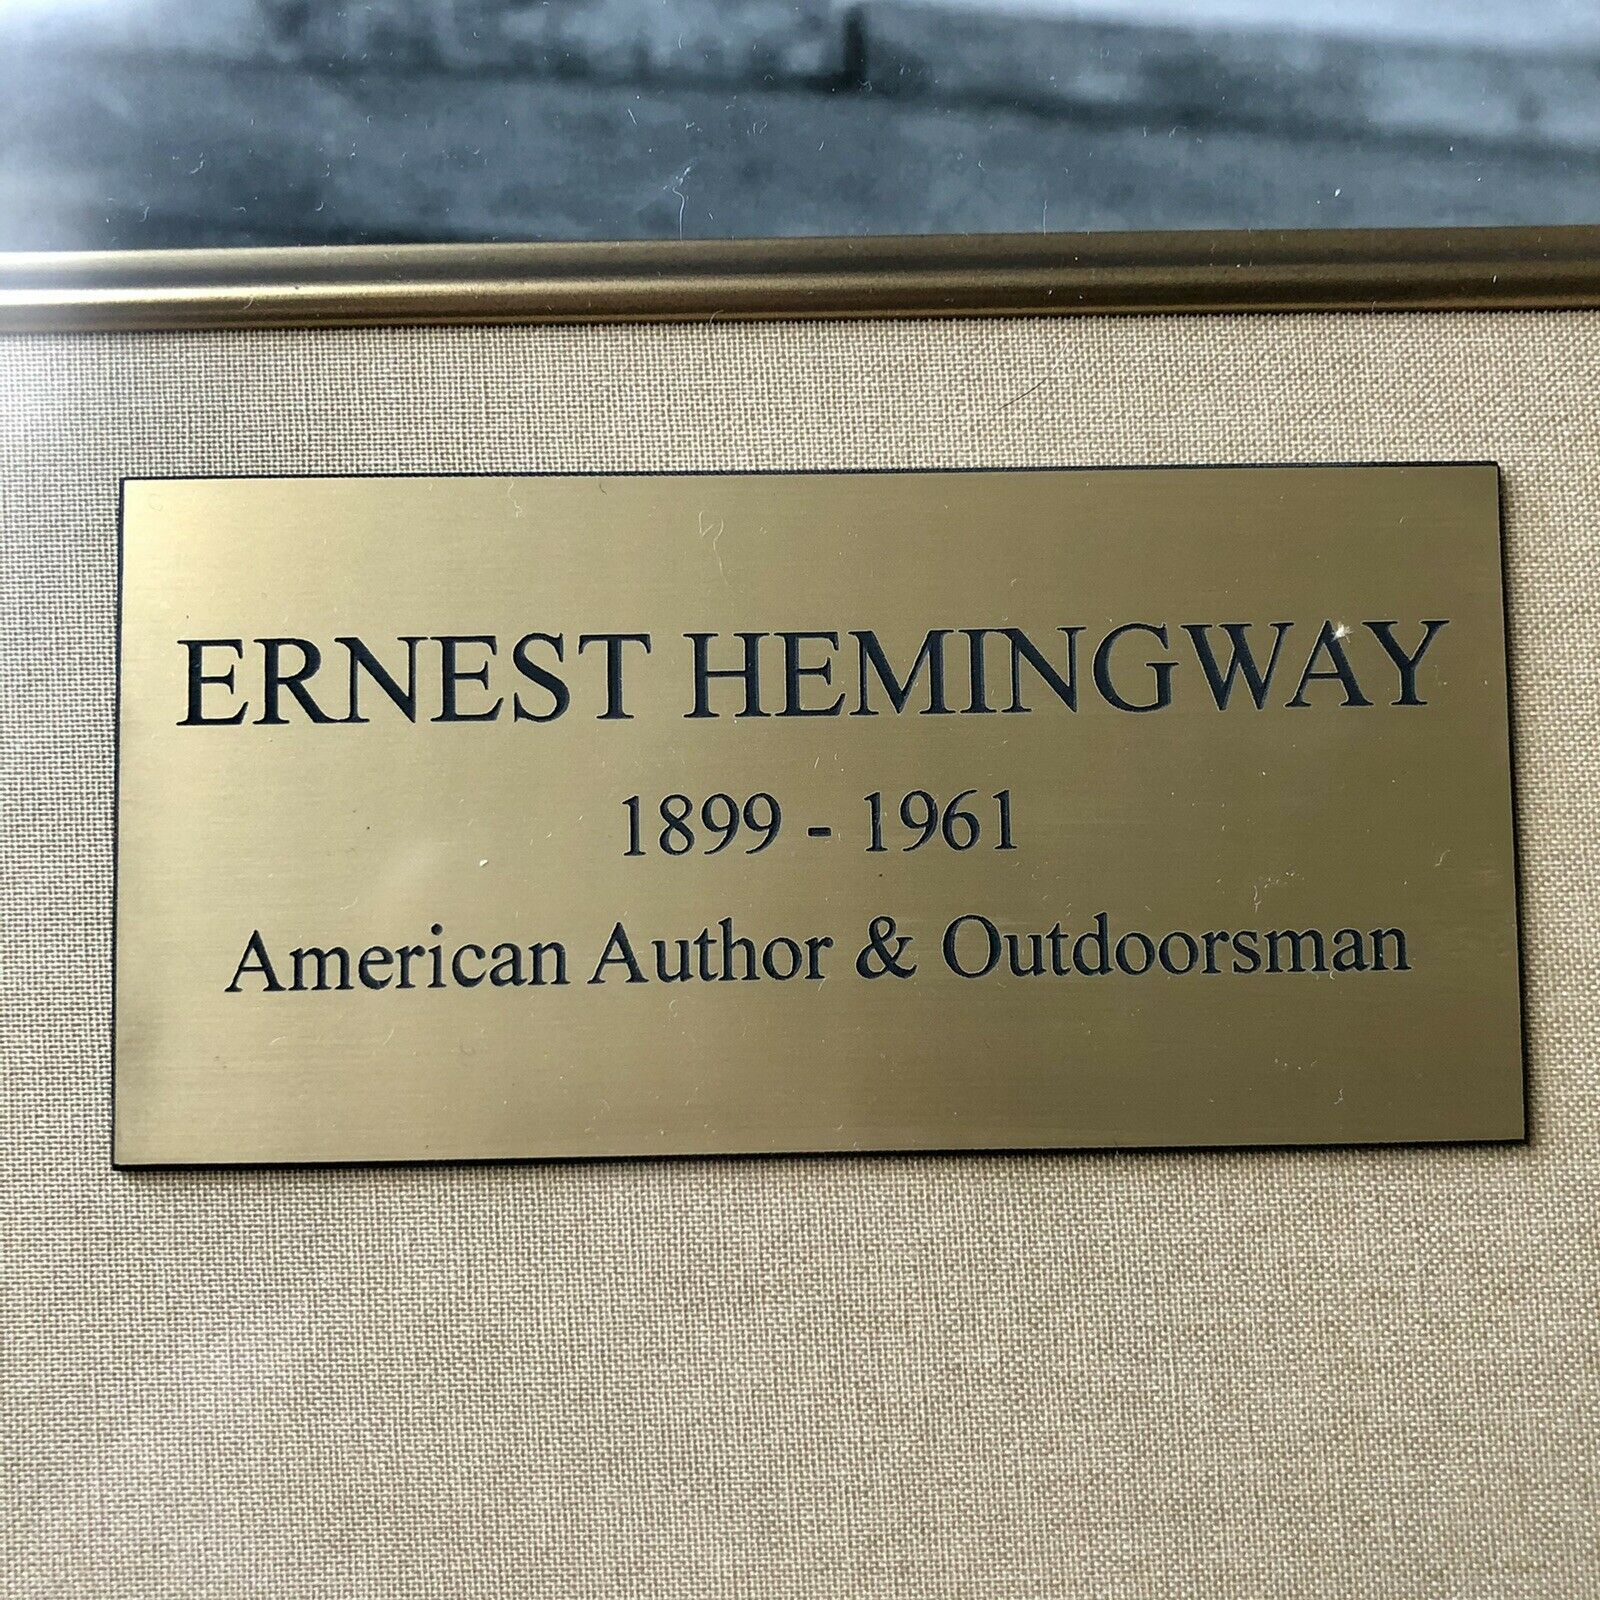 ERNEST HEMINGWAY
1899 - 1961
American Author & Outdoorsman